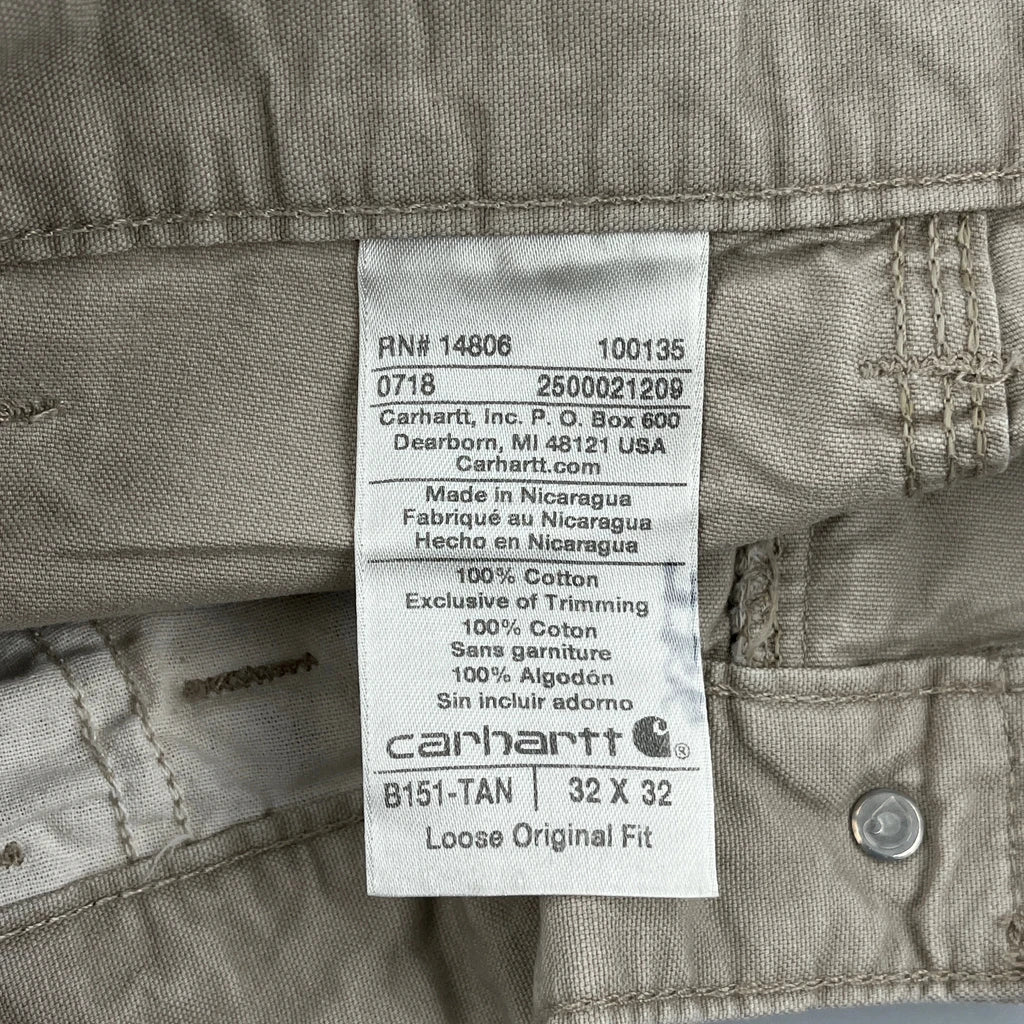 RN# 14806 100135
0718 2500021209
Carhartt, Inc. P. O. Box 600
Dearborn, MI 48121 USA
Carhartt.com
Made in Nicaragua
Fabriqué au Nicaragua
Hecho en Nicaragua
100% Cotton
Exclusive of Trimming
100% Coton
Sans garniture
100% Algodón
Sin incluir adorno
carhartt ®
B151-TAN | 32 X 32
Loose Original Fit